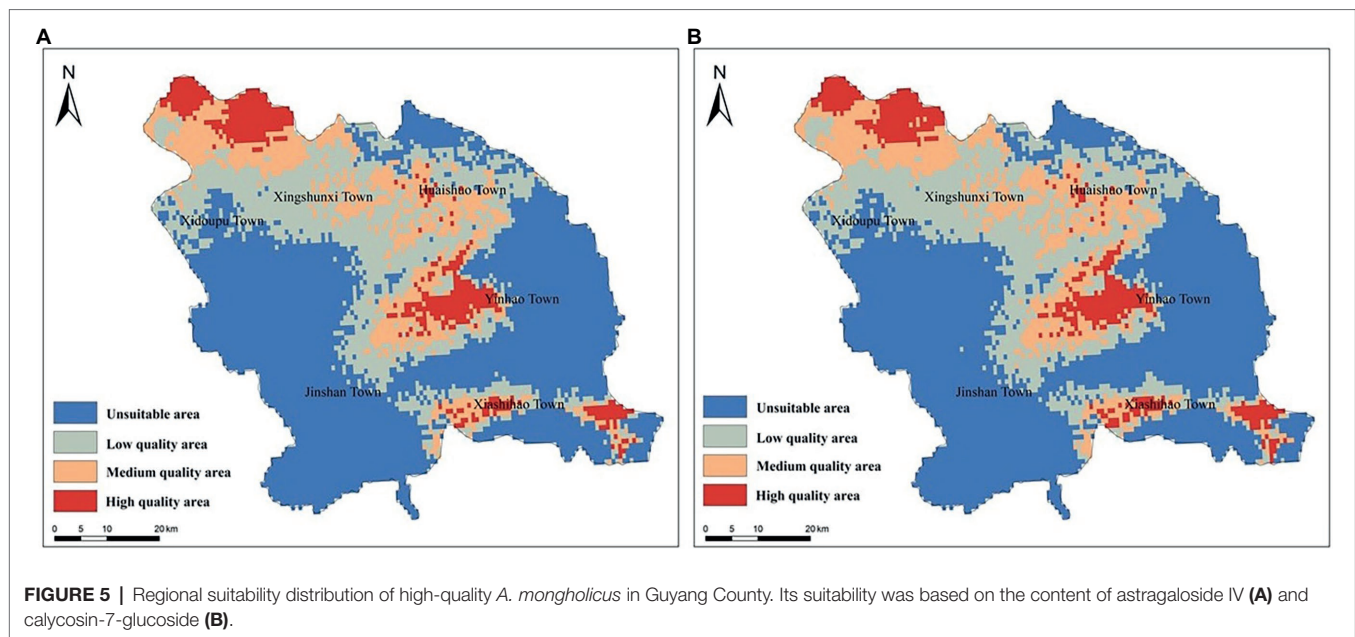 A
N
Xingshunxi Town
Huaishuo Town
Xidoupu Town
Yinhao Town
Jinshan Town
Xiashihao Town
Unsuitable area
Low quality area
Medium quality area
High quality area
0 5 10 20 km
B
N
Xingshunxi Town
Huaishuo Town
Xidoupu Town
Yinhao Town
Jinshan Town
Xiashihao Town
Unsuitable area
Low quality area
Medium quality area
High quality area
0 5 10 20 km
FIGURE 5 | Regional suitability distribution of high-quality A. mongholicus in Guyang County. Its suitability was based on the content of astragaloside IV (A) and
calycosin-7-glucoside (B).